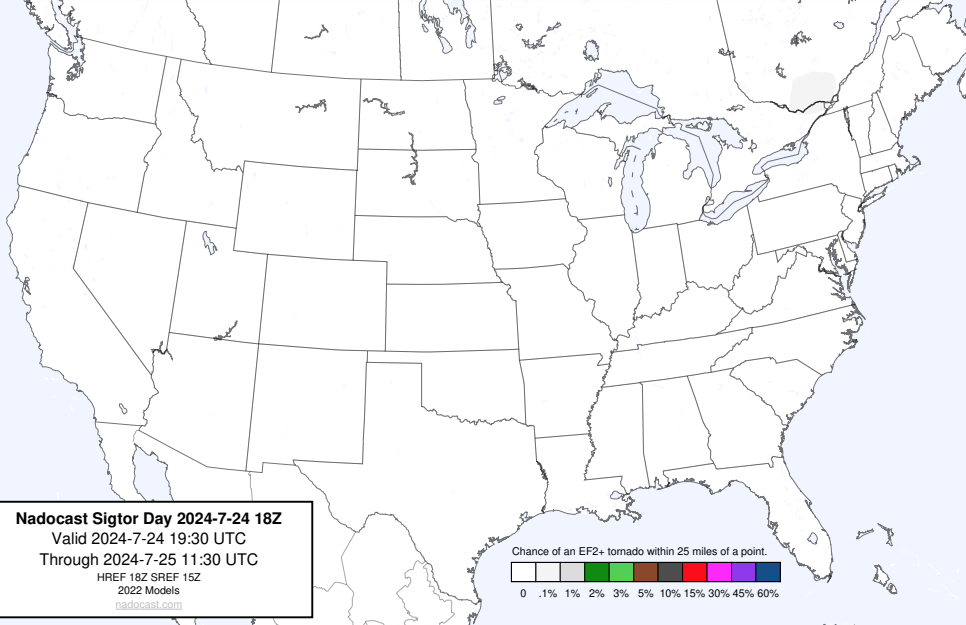 Nadocast Sigtor Day 2024-7-24 18Z
Valid 2024-7-24 19:30 UTC
Through 2024-7-25 11:30 UTC
HREF 18Z SREF 15Z
2022 Models
nadocast.com
Chance of an EF2+ tornado within 25 miles of a point.
0 .1% 1% 2% 3% 5% 10% 15% 30% 45% 60%